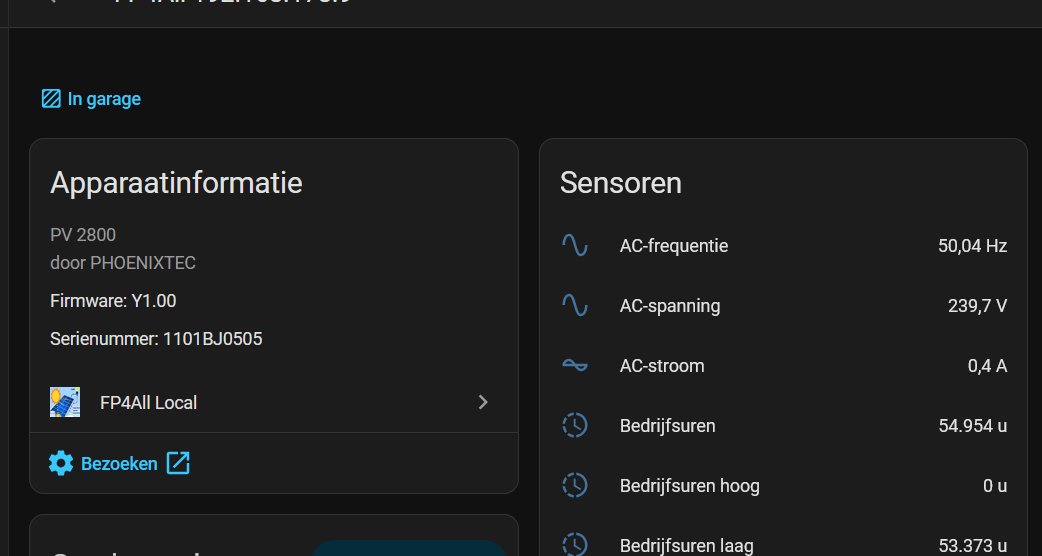 In garage
Apparaatinformatie
PV 2800
door PHOENIXTEC
Firmware: Y1.00
Serienummer: 1101BJ0505
FP4All Local
Bezoeken
Sensoren
AC-frequentie 50,04 Hz
AC-spanning 239,7 V
AC-stroom 0,4 A
Bedrijfsuren 54.954 u
Bedrijfsuren hoog 0 u
Bedrijfsuren laag 53.373 u